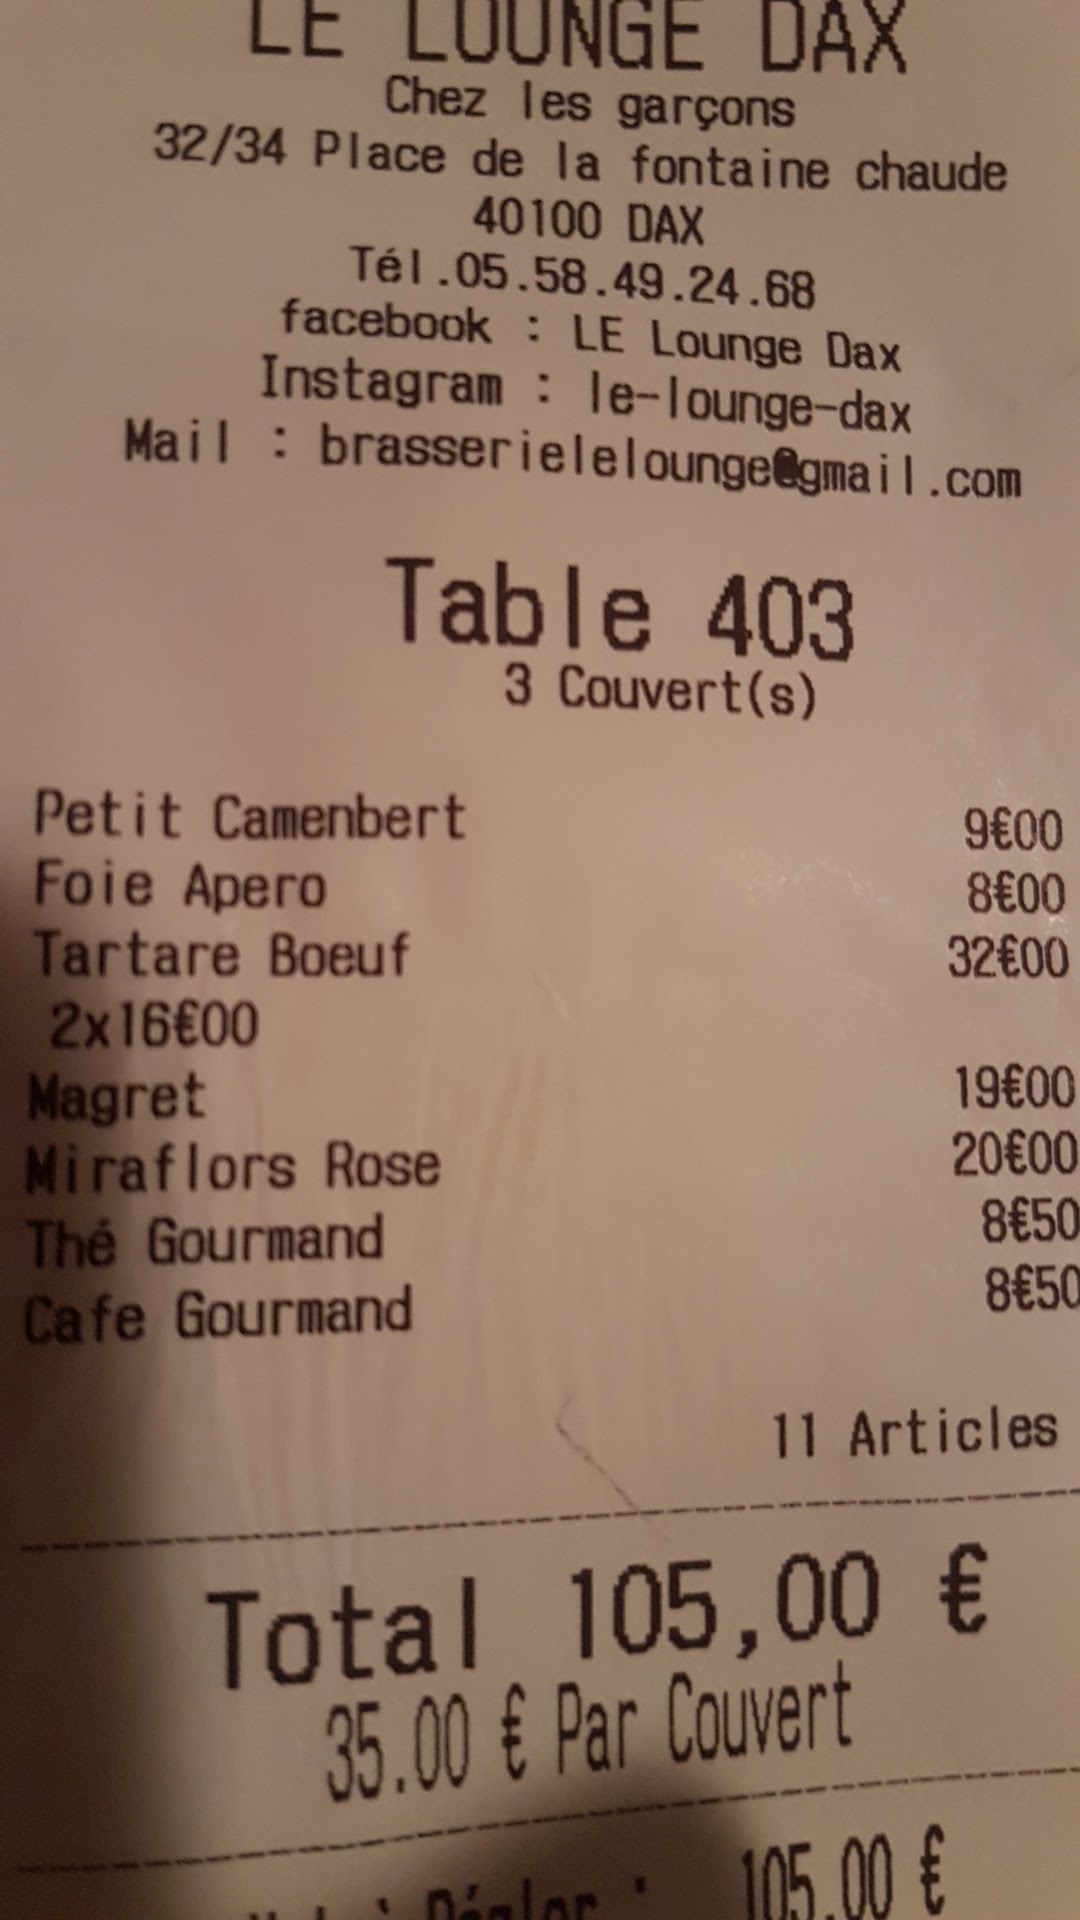 LE LOUNGE DAX
Chez les garçons
32/34 Place de la fontaine chaude
40100 DAX
Tél.05.58.49.24.68
facebook : LE Lounge Dax
Instagram : le-lounge-dax
Mail : brasserielelounge@gmail.com
Table 403
3 Couvert(s)
Petit Camenbert 9€00
Foie Apero 8€00
Tartare Boeuf 32€00
2x16€00
Magret 19€00
Miraflors Rose 20€00
Thé Gourmand 8€50
Cafe Gourmand 8€50
11 Articles
Total 105,00 €
35.00 € Par Couvert
à Régler : 105.00 €